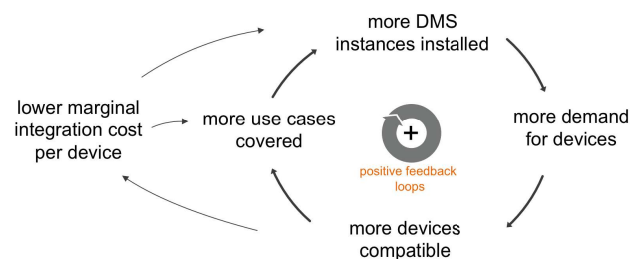 more DMS
instances installed
lower marginal
integration cost
per device
more use cases
covered
+
positive feedback
loops
more demand
for devices
more devices
compatible